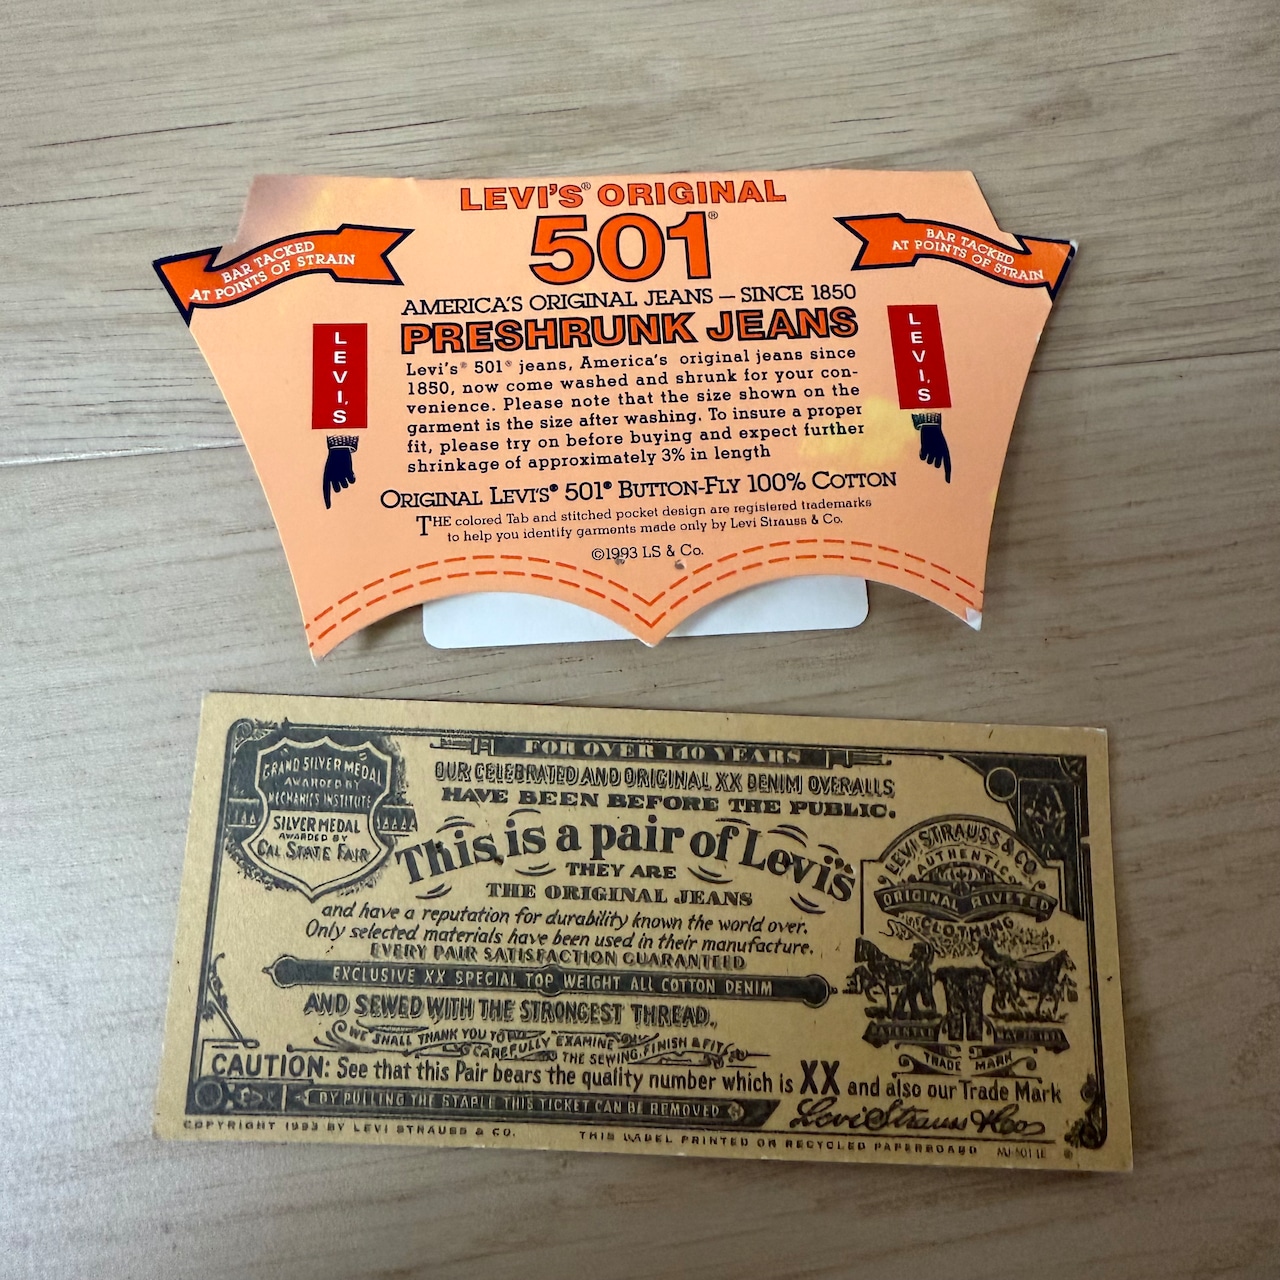 LEVI'S® ORIGINAL
501®
BAR TACKED
AT POINTS OF STRAIN
BAR TACKED
AT POINTS OF STRAIN
AMERICA'S ORIGINAL JEANS — SINCE 1850
PRESHRUNK JEANS
LEVI'S
LEVI'S
Levi's® 501® jeans, America's original jeans since
1850, now come washed and shrunk for your con-
venience. Please note that the size shown on the
garment is the size after washing. To insure a proper
fit, please try on before buying and expect further
shrinkage of approximately 3% in length
ORIGINAL LEVI'S® 501® BUTTON-FLY 100% COTTON
THE colored Tab and stitched pocket design are registered trademarks
to help you identify garments made only by Levi Strauss & Co.
©1993 LS & Co.
FOR OVER 140 YEARS
OUR CELEBRATED AND ORIGINAL XX DENIM OVERALLS
HAVE BEEN BEFORE THE PUBLIC.
GRAND SILVER MEDAL
AWARDED BY
MECHANICS INSTITUTE
SILVER MEDAL
AWARDED BY
CAL STATE FAIR
This is a pair of Levi's
THEY ARE
THE ORIGINAL JEANS
and have a reputation for durability known the world over.
Only selected materials have been used in their manufacture.
EVERY PAIR SATISFACTION GUARANTEED
EXCLUSIVE XX SPECIAL TOP WEIGHT ALL COTTON DENIM
AND SEWED WITH THE STRONGEST THREAD.
WE SHALL THANK YOU TO
CAREFULLY EXAMINE
THE SEWING, FINISH & FIT
LEVI STRAUSS & CO.
AUTHENTIC
ORIGINAL RIVETED
CLOTHING
PATENTED MAY 20 1873
TRADE MARK
CAUTION: See that this Pair bears the quality number which is XX and also our Trade Mark
BY PULLING THE STAPLE THIS TICKET CAN BE REMOVED
Levi Strauss & Co
COPYRIGHT 1993 BY LEVI STRAUSS & CO.
THIS LABEL PRINTED ON RECYCLED PAPERBOARD